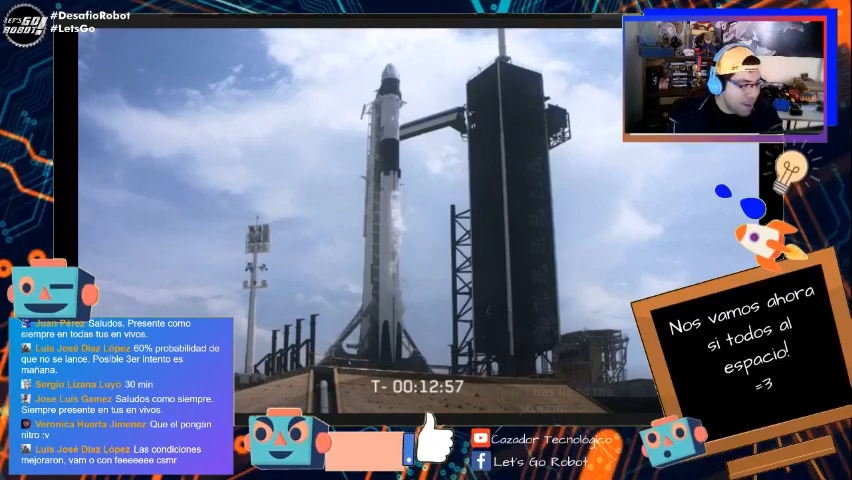 LET'S GO ROBOT!
#DesafioRobot
#LetsGo
T- 00:12:57
Juan Pérez Saludos. Presente como
siempre en todas tus en vivos.
Luis José Díaz López 60% probabilidad de
que no se lance. Posible 3er intento es
mañana.
Sergio Lizana Luyo 30 min
Jose Luis Gamez Saludos como siempre.
Siempre presente en tus en vivos.
Veronica Huerta Jimenez Que el pongan
nitro :v
Luis José Díaz López Las condiciones
mejoraron, vam o con feeeeeee csmr
Nos vamos ahora
si todos al
espacio!
=3
Cazador Tecnológico
Let's Go Robot